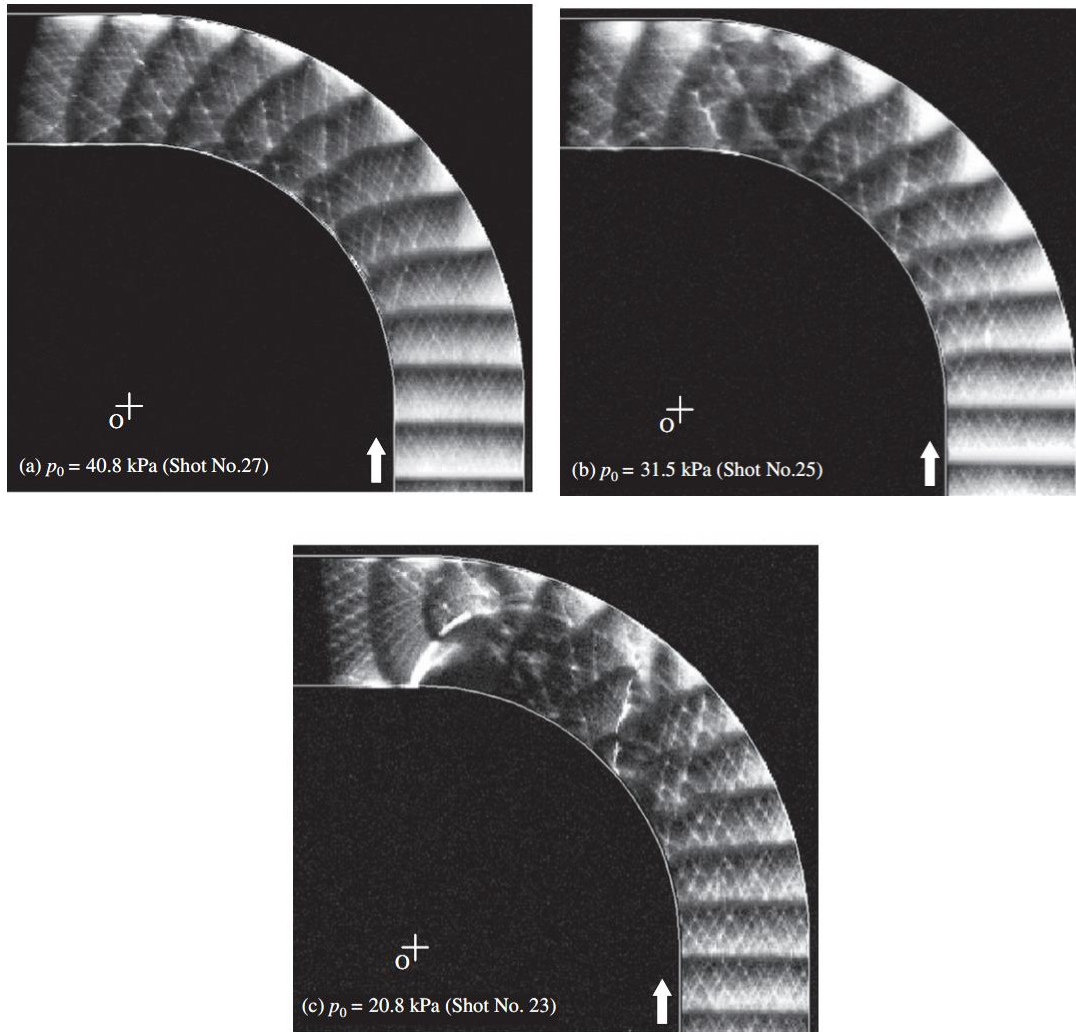 O
(a) p₀ = 40.8 kPa (Shot No.27)
O
(b) p₀ = 31.5 kPa (Shot No.25)
O
(c) p₀ = 20.8 kPa (Shot No. 23)